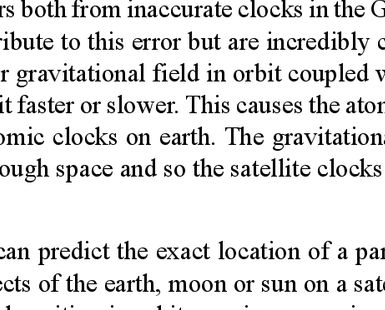 rs both from inaccurate clocks in the G
ribute to this error but are incredibly c
r gravitational field in orbit coupled w
it faster or slower. This causes the ator
omic clocks on earth. The gravitationa
ough space and so the satellite clocks
can predict the exact location of a par
ects of the earth, moon or sun on a sate